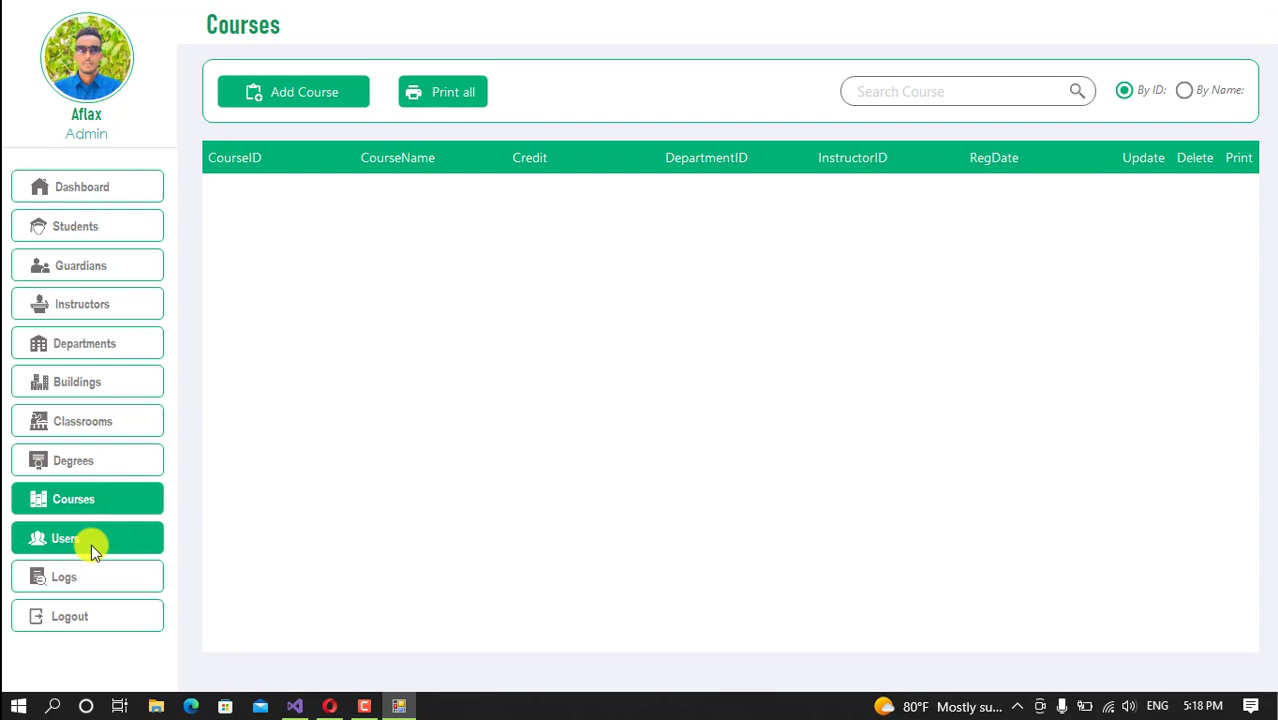 Courses
Aflax
Admin
Add Course
Print all
Search Course
By ID:
By Name:
CourseID CourseName Credit DepartmentID InstructorID RegDate Update Delete Print
Dashboard
Students
Guardians
Instructors
Departments
Buildings
Classrooms
Degrees
Courses
Users
Logs
Logout
80°F Mostly su... ENG 5:18 PM